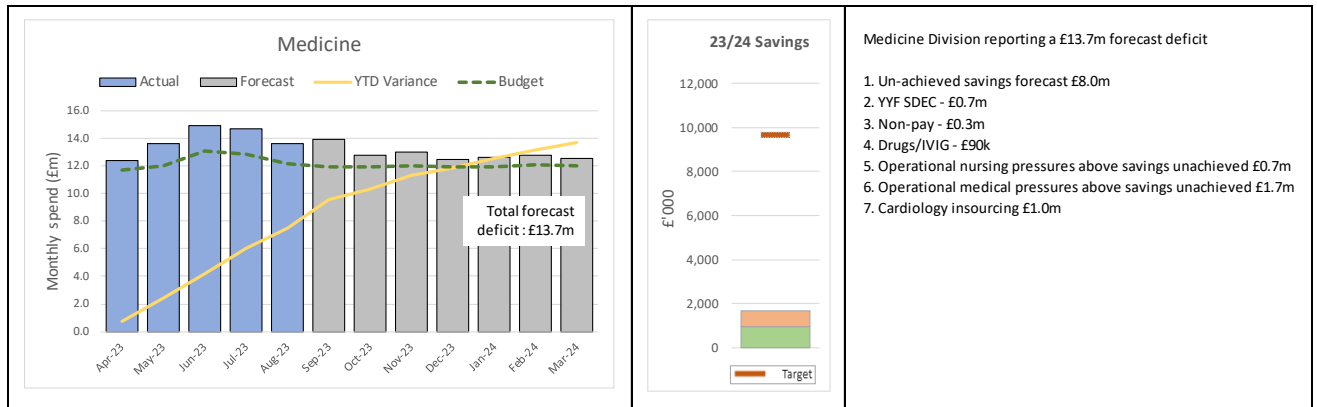 Medicine
Actual
Forecast
YTD Variance
Budget
Monthly spend (£m)
16.0
14.0
12.0
10.0
8.0
6.0
4.0
2.0
0.0
Total forecast
deficit : £13.7m
Apr-23
May-23
Jun-23
Jul-23
Aug-23
Sep-23
Oct-23
Nov-23
Dec-23
Jan-24
Feb-24
Mar-24
23/24 Savings
£'000
12,000
10,000
8,000
6,000
4,000
2,000
0
Target
Medicine Division reporting a £13.7m forecast deficit
1. Un-achieved savings forecast £8.0m
2. YYF SDEC - £0.7m
3. Non-pay - £0.3m
4. Drugs/IVIG - £90k
5. Operational nursing pressures above savings unachieved £0.7m
6. Operational medical pressures above savings unachieved £1.7m
7. Cardiology insourcing £1.0m